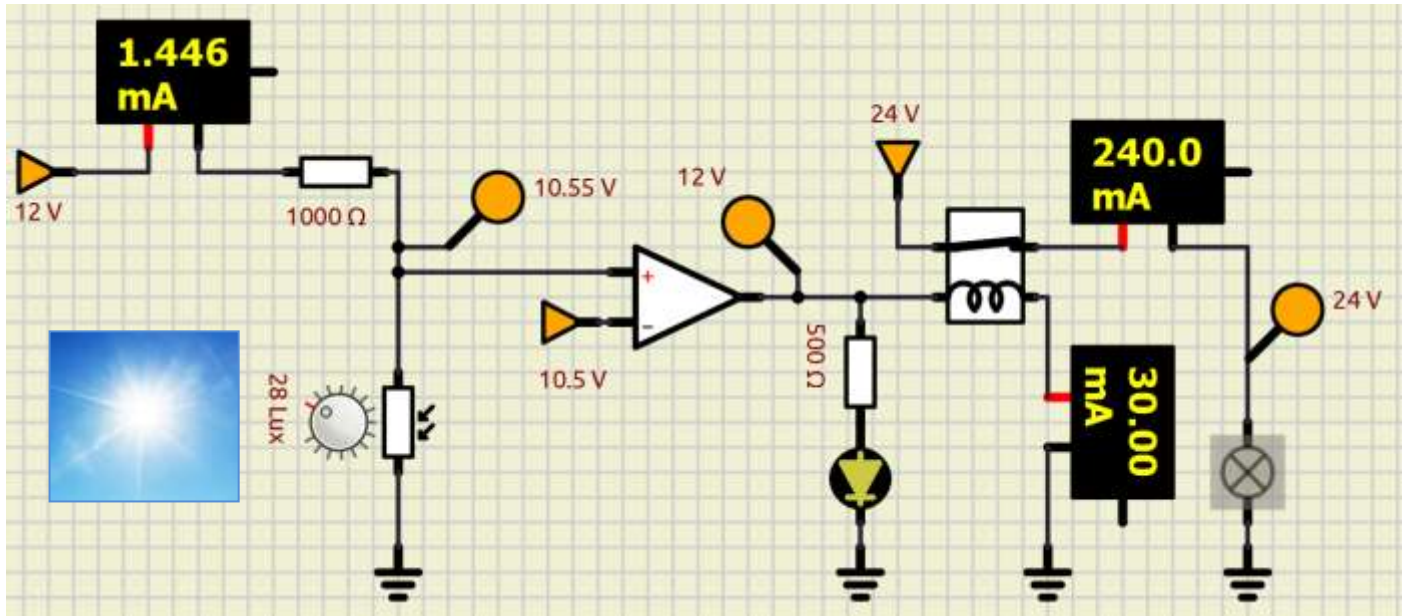 1.446
mA
12 V
1000 Ω
10.55 V
12 V
24 V
240.0
mA
24 V
+
-
10.5 V
500 Ω
28 Lux
30.00
mA